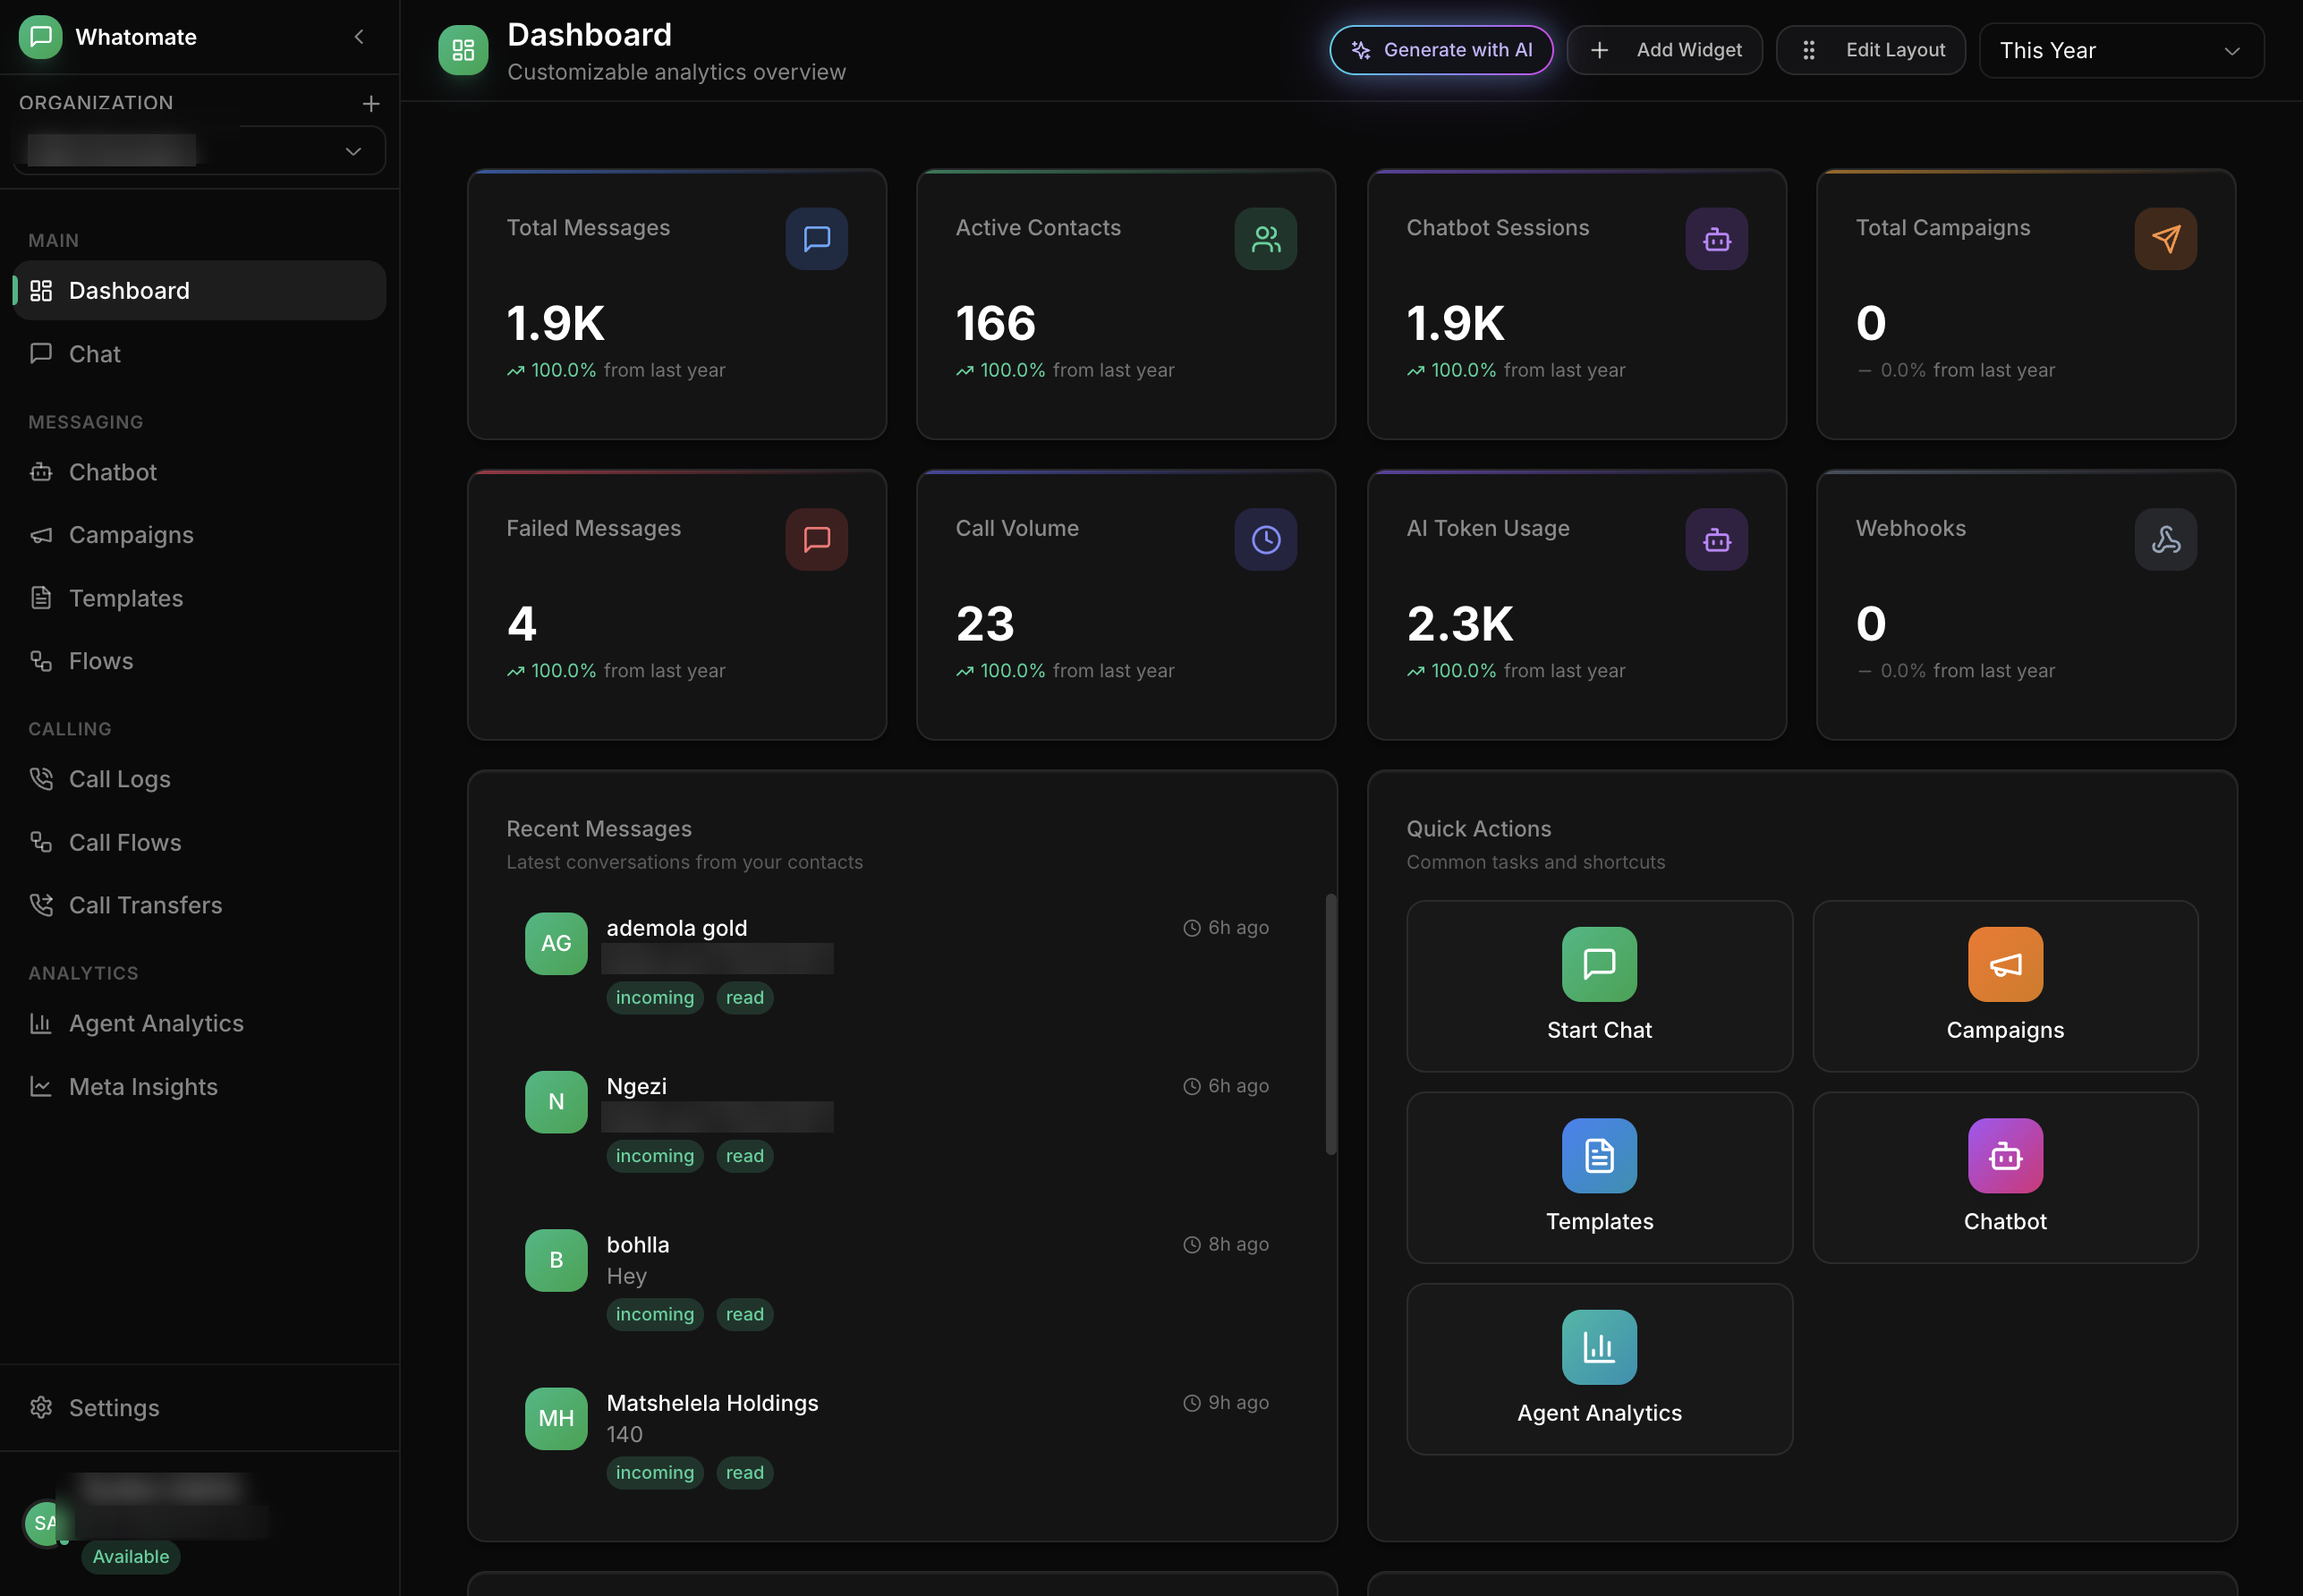 Whatomate
ORGANIZATION
MAIN
Dashboard
Chat
MESSAGING
Chatbot
Campaigns
Templates
Flows
CALLING
Call Logs
Call Flows
Call Transfers
ANALYTICS
Agent Analytics
Meta Insights
Settings
SA
Available
Dashboard
Customizable analytics overview
Generate with AI
Add Widget
Edit Layout
This Year
Total Messages
1.9K
100.0% from last year
Active Contacts
166
100.0% from last year
Chatbot Sessions
1.9K
100.0% from last year
Total Campaigns
0
0.0% from last year
Failed Messages
4
100.0% from last year
Call Volume
23
100.0% from last year
AI Token Usage
2.3K
100.0% from last year
Webhooks
0
0.0% from last year
Recent Messages
Latest conversations from your contacts
AG
ademola gold
6h ago
incoming read
N
Ngezi
6h ago
incoming read
B
bohlla
8h ago
Hey
incoming read
MH
Matshelela Holdings
9h ago
140
incoming read
Quick Actions
Common tasks and shortcuts
Start Chat
Campaigns
Templates
Chatbot
Agent Analytics